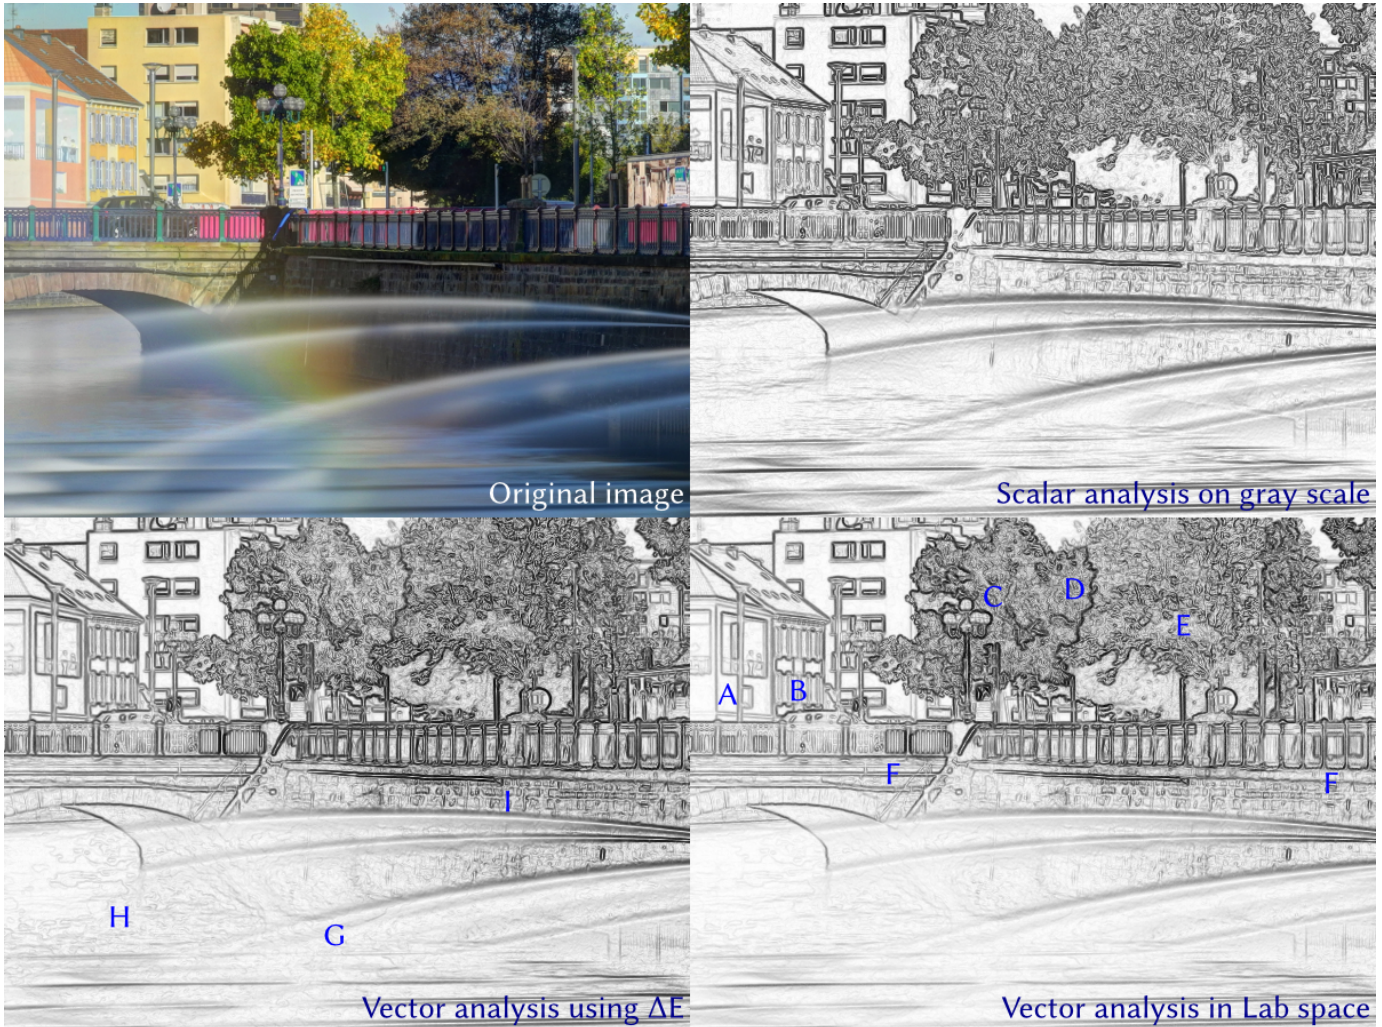 Original image
Scalar analysis on gray scale
C
D
E
A
B
F
F
I
H
G
Vector analysis using ΔE
Vector analysis in Lab space